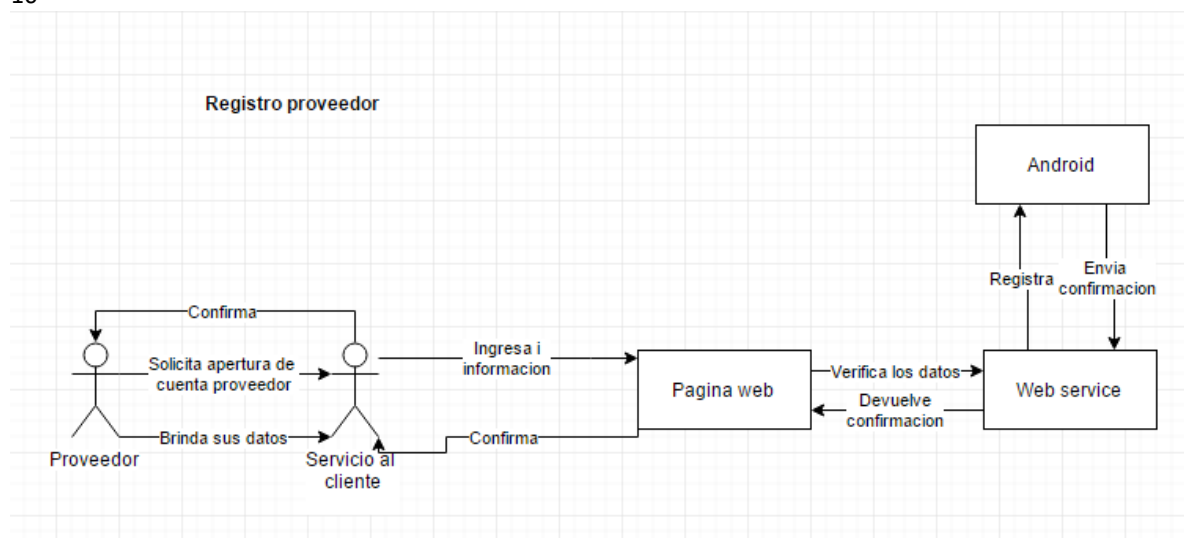 Registro proveedor
Android
Registra
Envia
confirmacion
Confirma
Solicita apertura de
cuenta proveedor
Ingresa i
informacion
Pagina web
Verifica los datos
Web service
Devuelve
confirmacion
Brinda sus datos
Confirma
Proveedor
Servicio al
cliente